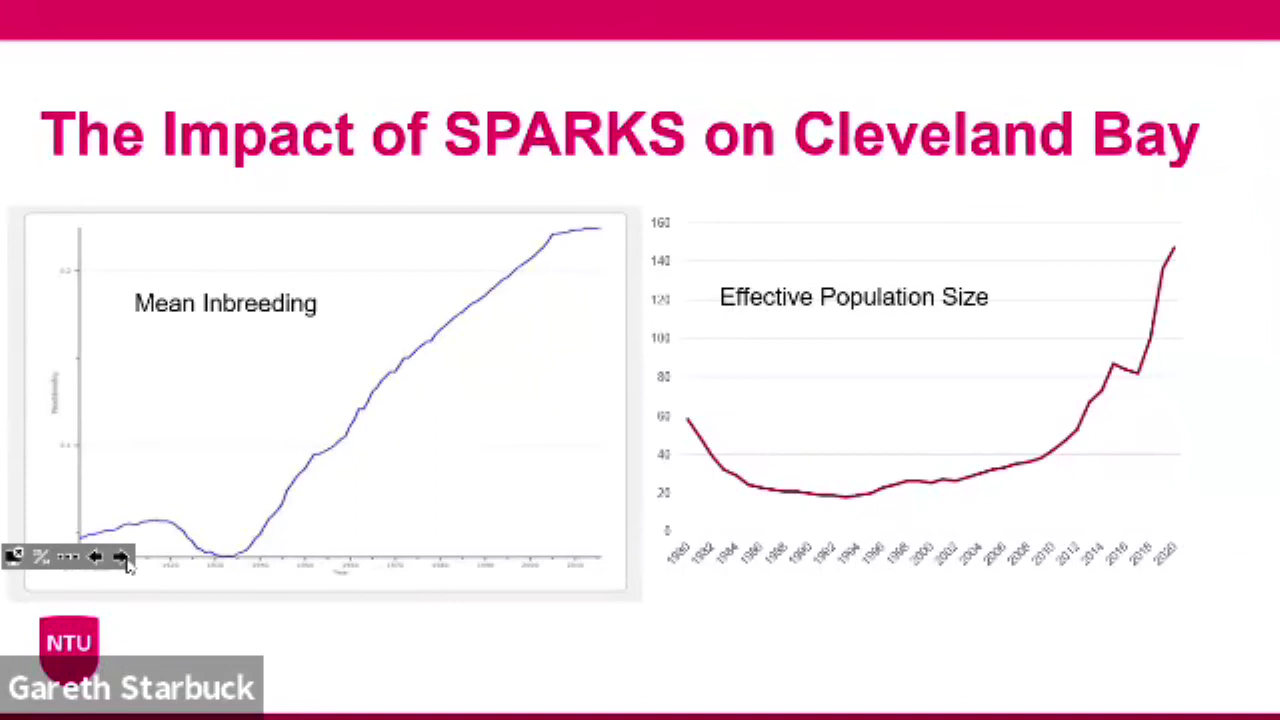 The Impact of SPARKS on Cleveland Bay
Mean Inbreeding
Effective Population Size
160
140
120
100
80
60
40
20
0
1980 1982 1984 1986 1988 1990 1992 1994 1996 1998 2000 2002 2004 2006 2008 2010 2012 2014 2016 2018 2020
NTU
Gareth Starbuck